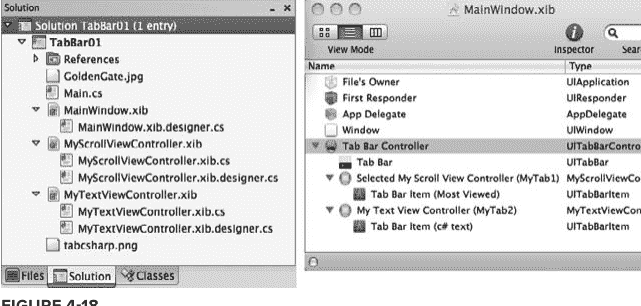 Solution
Solution TabBar01 (1 entry)
TabBar01
References
GoldenGate.jpg
Main.cs
MainWindow.xib
MainWindow.xib.designer.cs
MyScrollViewController.xib
MyScrollViewController.xib.cs
MyScrollViewController.xib.designer.cs
MyTextViewController.xib
MyTextViewController.xib.cs
MyTextViewController.xib.designer.cs
tabcsharp.png
Files Solution Classes
MainWindow.xib
View Mode Inspector Sear
Name Type
File's Owner UIApplication
First Responder UIResponder
App Delegate AppDelegate
Window UIWindow
Tab Bar Controller UITabBarContro
Tab Bar UITabBar
Selected My Scroll View Controller (MyTab1) MyScrollViewCo
Tab Bar Item (Most Viewed) UITabBarItem
My Text View Controller (MyTab2) MyTextViewCon
Tab Bar Item (c# text) UITabBarItem
FIGURE 4-18